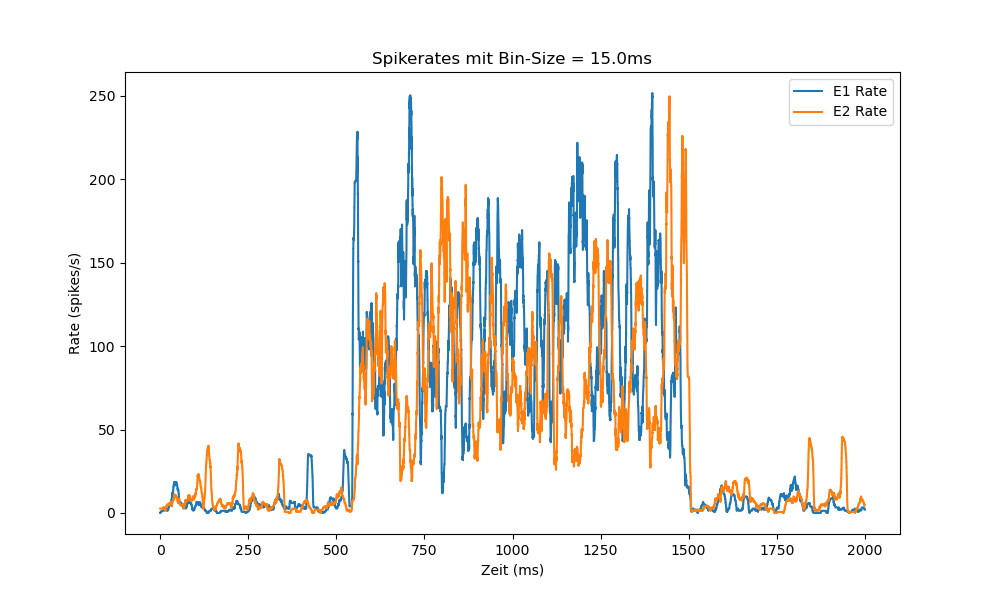 Spikerates mit Bin-Size = 15.0ms
E1 Rate
E2 Rate
250
200
150
100
50
0
Rate (spikes/s)
0 250 500 750 1000 1250 1500 1750 2000
Zeit (ms)